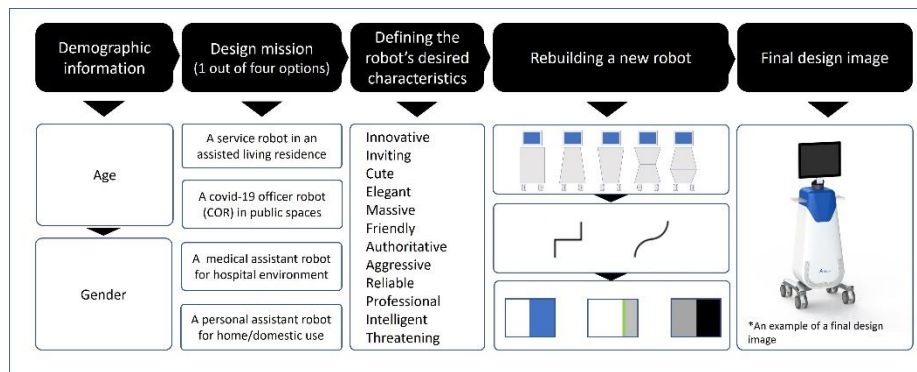 Demographic
information
Design mission
(1 out of four options)
Defining the
robot's desired
characteristics
Rebuilding a new robot
Final design image
Age
Gender
A service robot in an
assisted living residence
A covid-19 officer robot
(COR) in public spaces
A medical assistant robot
for hospital environment
A personal assistant robot
for home/domestic use
Innovative
Inviting
Cute
Elegant
Massive
Friendly
Authoritative
Aggressive
Reliable
Professional
Intelligent
Threatening
*An example of a final design
image